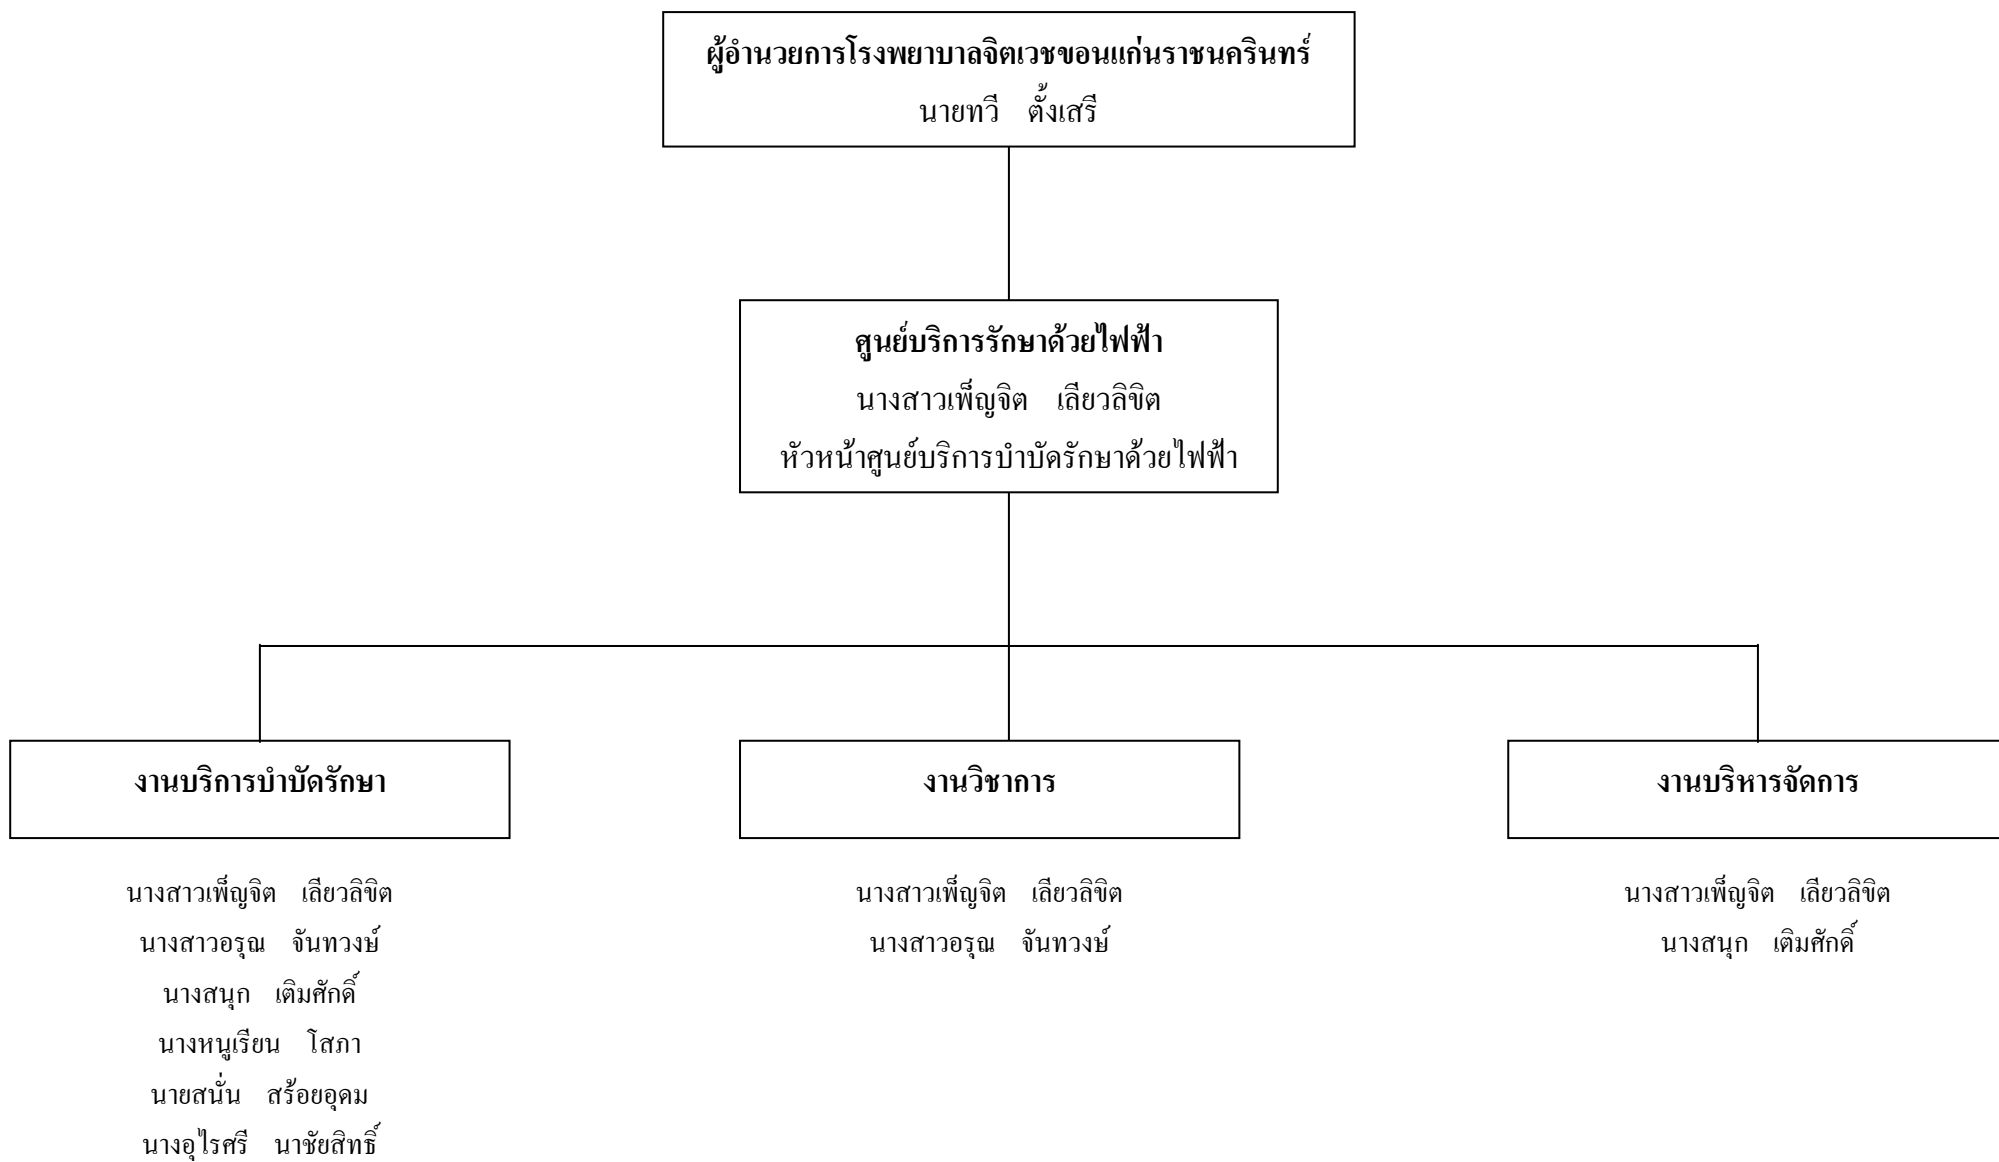 ผู้อำนวยการโรงพยาบาลจิตเวชขอนแก่นราชนครินทร์
นายทวี ตั้งเสรี
ศูนย์บริการรักษาด้วยไฟฟ้า
นางสาวเพ็ญจิต เลียวลิขิต
หัวหน้าศูนย์บริการบำบัดรักษาด้วยไฟฟ้า
งานบริการบำบัดรักษา
นางสาวเพ็ญจิต เลียวลิขิต
นางสาวอรุณ จันทวงษ์
นางสนุก เติมศักดิ์
นางหนูเรียน โสภา
นายสนั่น สร้อยอุดม
นางอุไรศรี นาชัยสิทธิ์
งานวิชาการ
นางสาวเพ็ญจิต เลียวลิขิต
นางสาวอรุณ จันทวงษ์
งานบริหารจัดการ
นางสาวเพ็ญจิต เลียวลิขิต
นางสนุก เติมศักดิ์